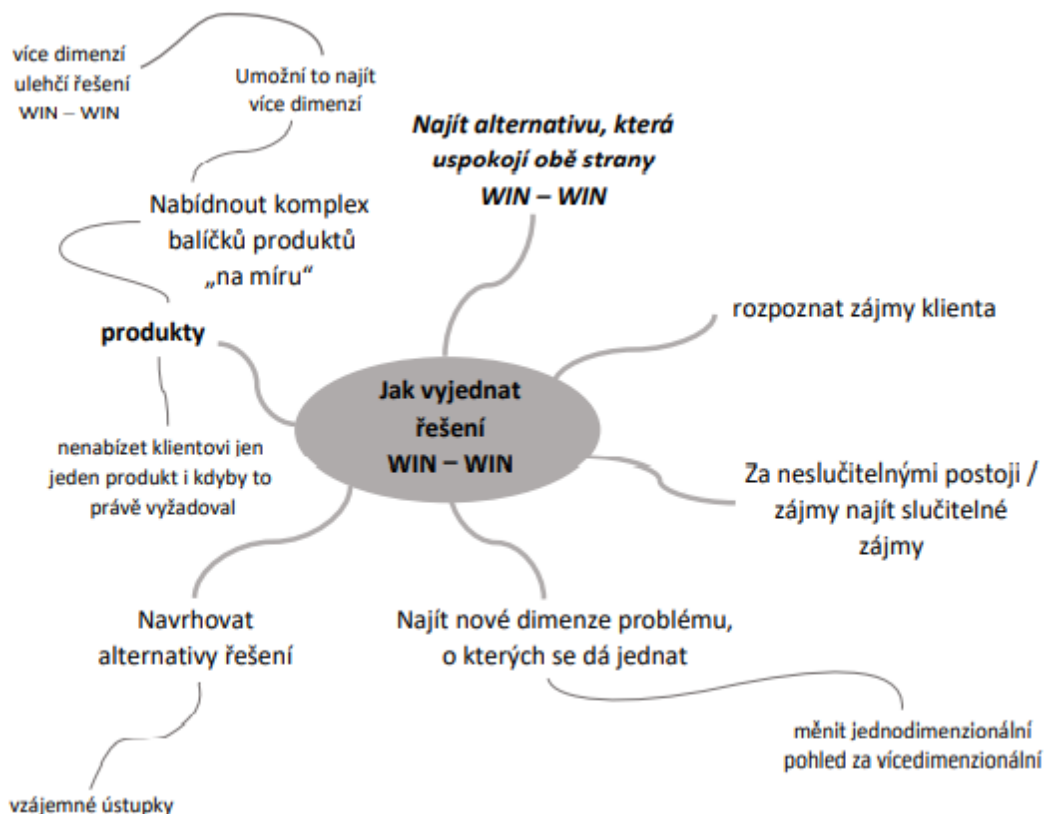 více dimenzí
ulehčí řešení
WIN – WIN
Umožní to najít
více dimenzí
Najít alternativu, která
uspokojí obě strany
WIN – WIN
Nabídnout komplex
balíčků produktů
„na míru“
rozpoznat zájmy klienta
produkty
Jak vyjednat
řešení
WIN – WIN
nenabízet klientovi jen
jeden produkt i kdyby to
právě vyžadoval
Za neslučitelnými postoji /
zájmy najít slučitelné
zájmy
Navrhovat
alternativy řešení
Najít nové dimenze problému,
o kterých se dá jednat
měnit jednodimenzionální
pohled za vícedimenzionální
vzájemné ústupky